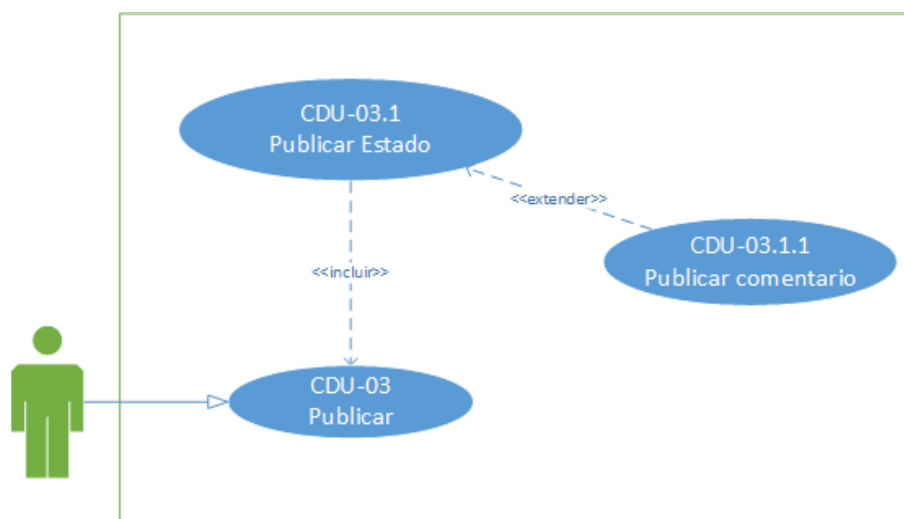 CDU-03.1
Publicar Estado
<<extender>>
CDU-03.1.1
Publicar comentario
<<incluir>>
CDU-03
Publicar